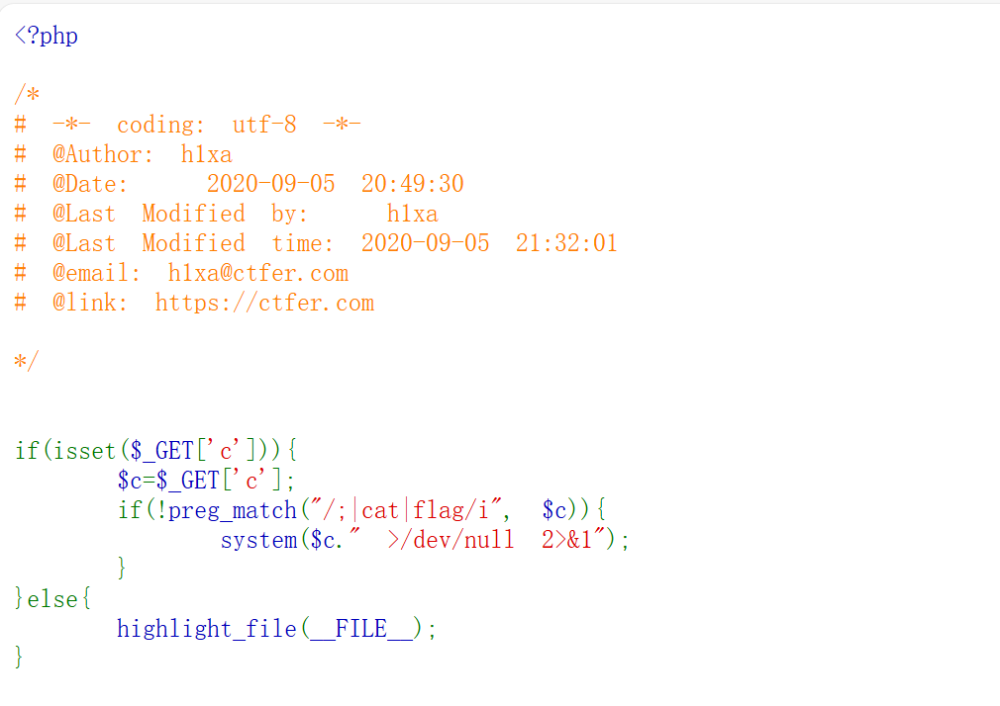 <?php
/*
# -*- coding: utf-8 -*-
# @Author: h1xa
# @Date:   2020-09-05 20:49:30
# @Last Modified by:   h1xa
# @Last Modified time: 2020-09-05 21:32:01
# @email: h1xa@ctfer.com
# @link: https://ctfer.com
*/
if(isset($_GET['c'])){
    $c=$_GET['c'];
    if(!preg_match("/;|cat|flag/i", $c)){
        system($c." >/dev/null 2>&1");
    }
}else{
    highlight_file(__FILE__);
}